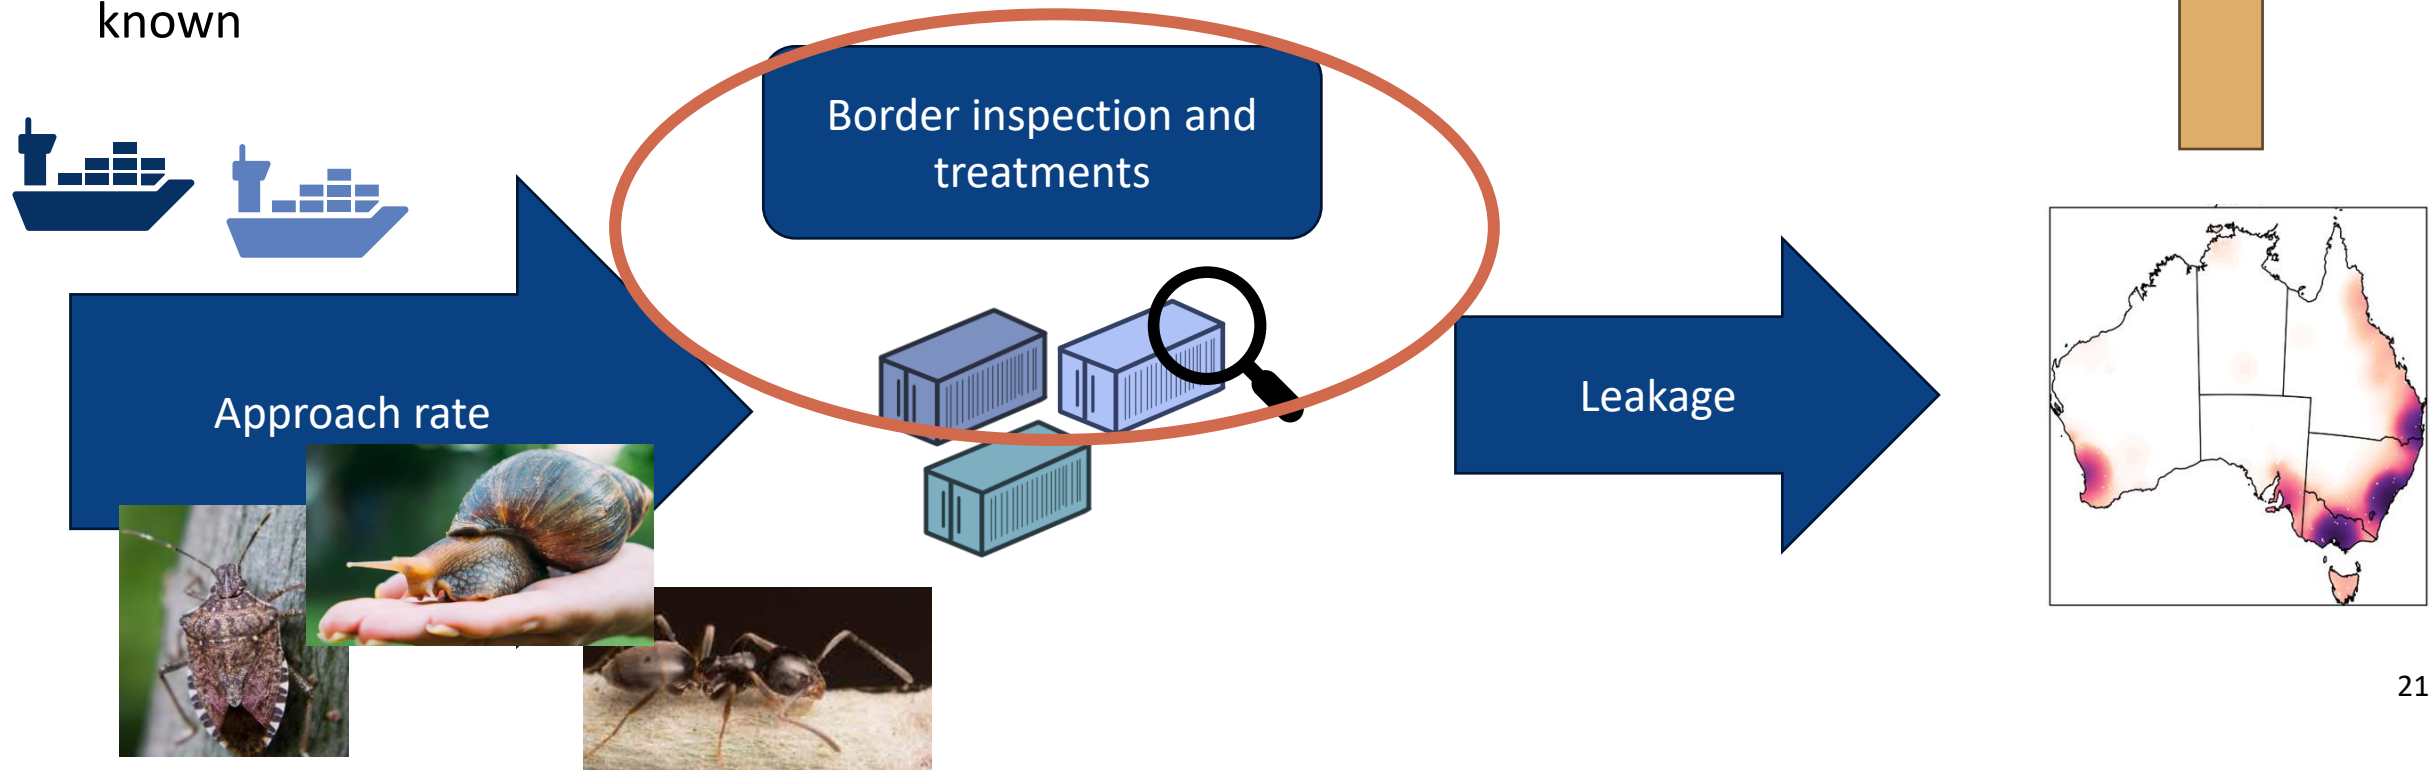 known
Border inspection and
treatments
Approach rate
Leakage
21